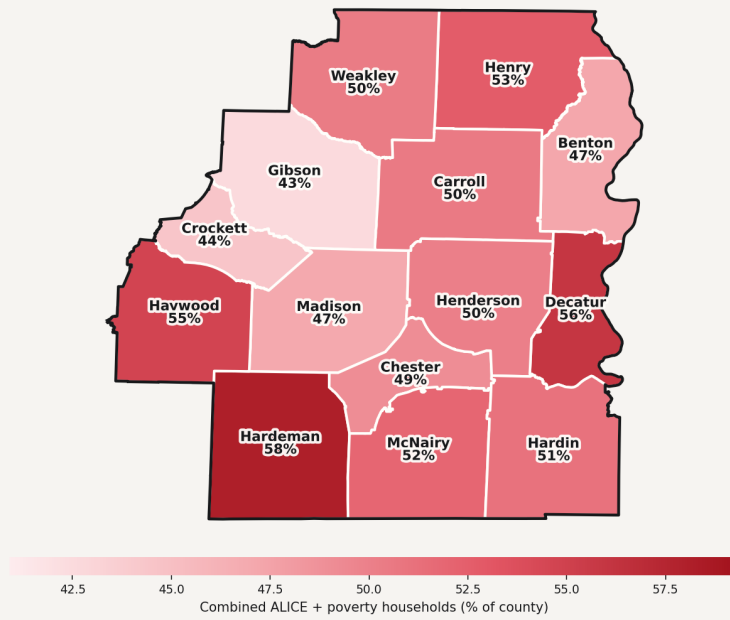 Weakley
50%
Henry
53%
Benton
47%
Gibson
43%
Carroll
50%
Crockett
44%
Haywood
55%
Madison
47%
Henderson
50%
Decatur
56%
Chester
49%
Hardeman
58%
McNairy
52%
Hardin
51%
42.5 45.0 47.5 50.0 52.5 55.0 57.5
Combined ALICE + poverty households (% of county)